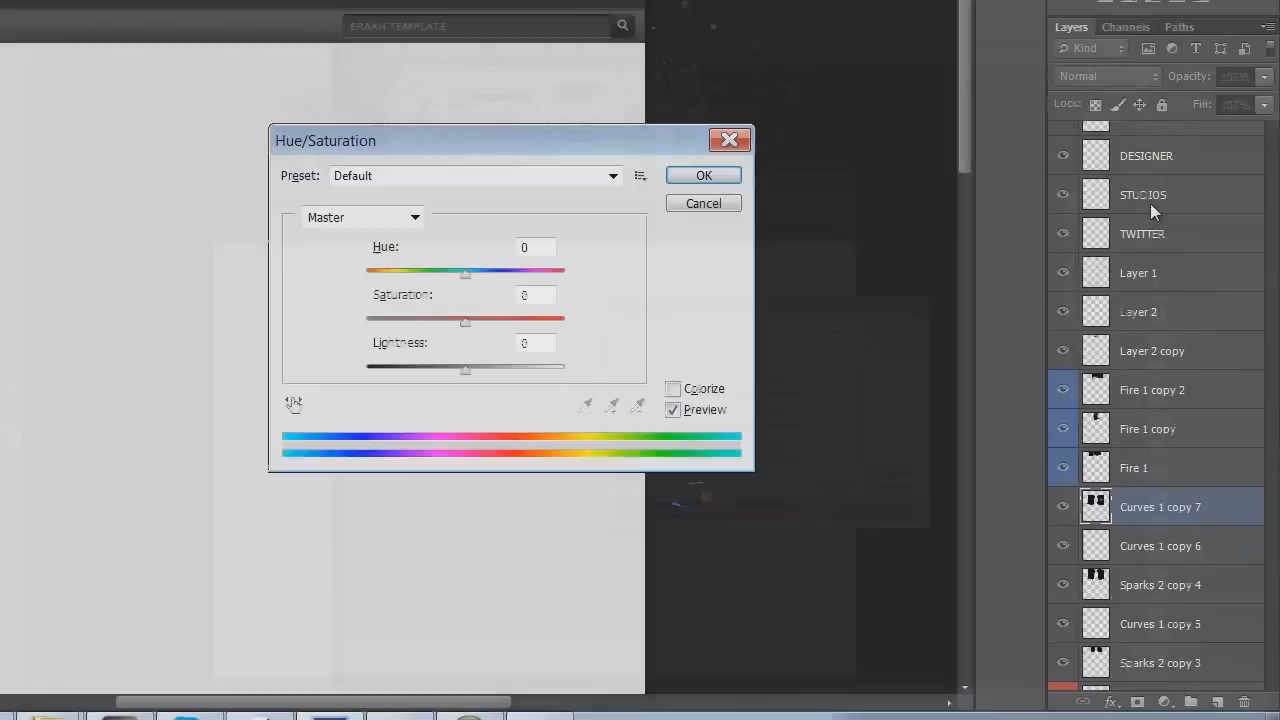 ERAAH TEMPLATE
Layers Channels Paths
Kind
Normal Opacity: 100%
Lock: Fill:
Hue/Saturation
Preset: Default OK
Cancel
Master
Hue: 0
Saturation: 0
Lightness: 0
Colorize
Preview
DESIGNER
STUDIOS
TWITTER
Layer 1
Layer 2
Layer 2 copy
Fire 1 copy 2
Fire 1 copy
Fire 1
Curves 1 copy 7
Curves 1 copy 6
Sparks 2 copy 4
Curves 1 copy 5
Sparks 2 copy 3
fx